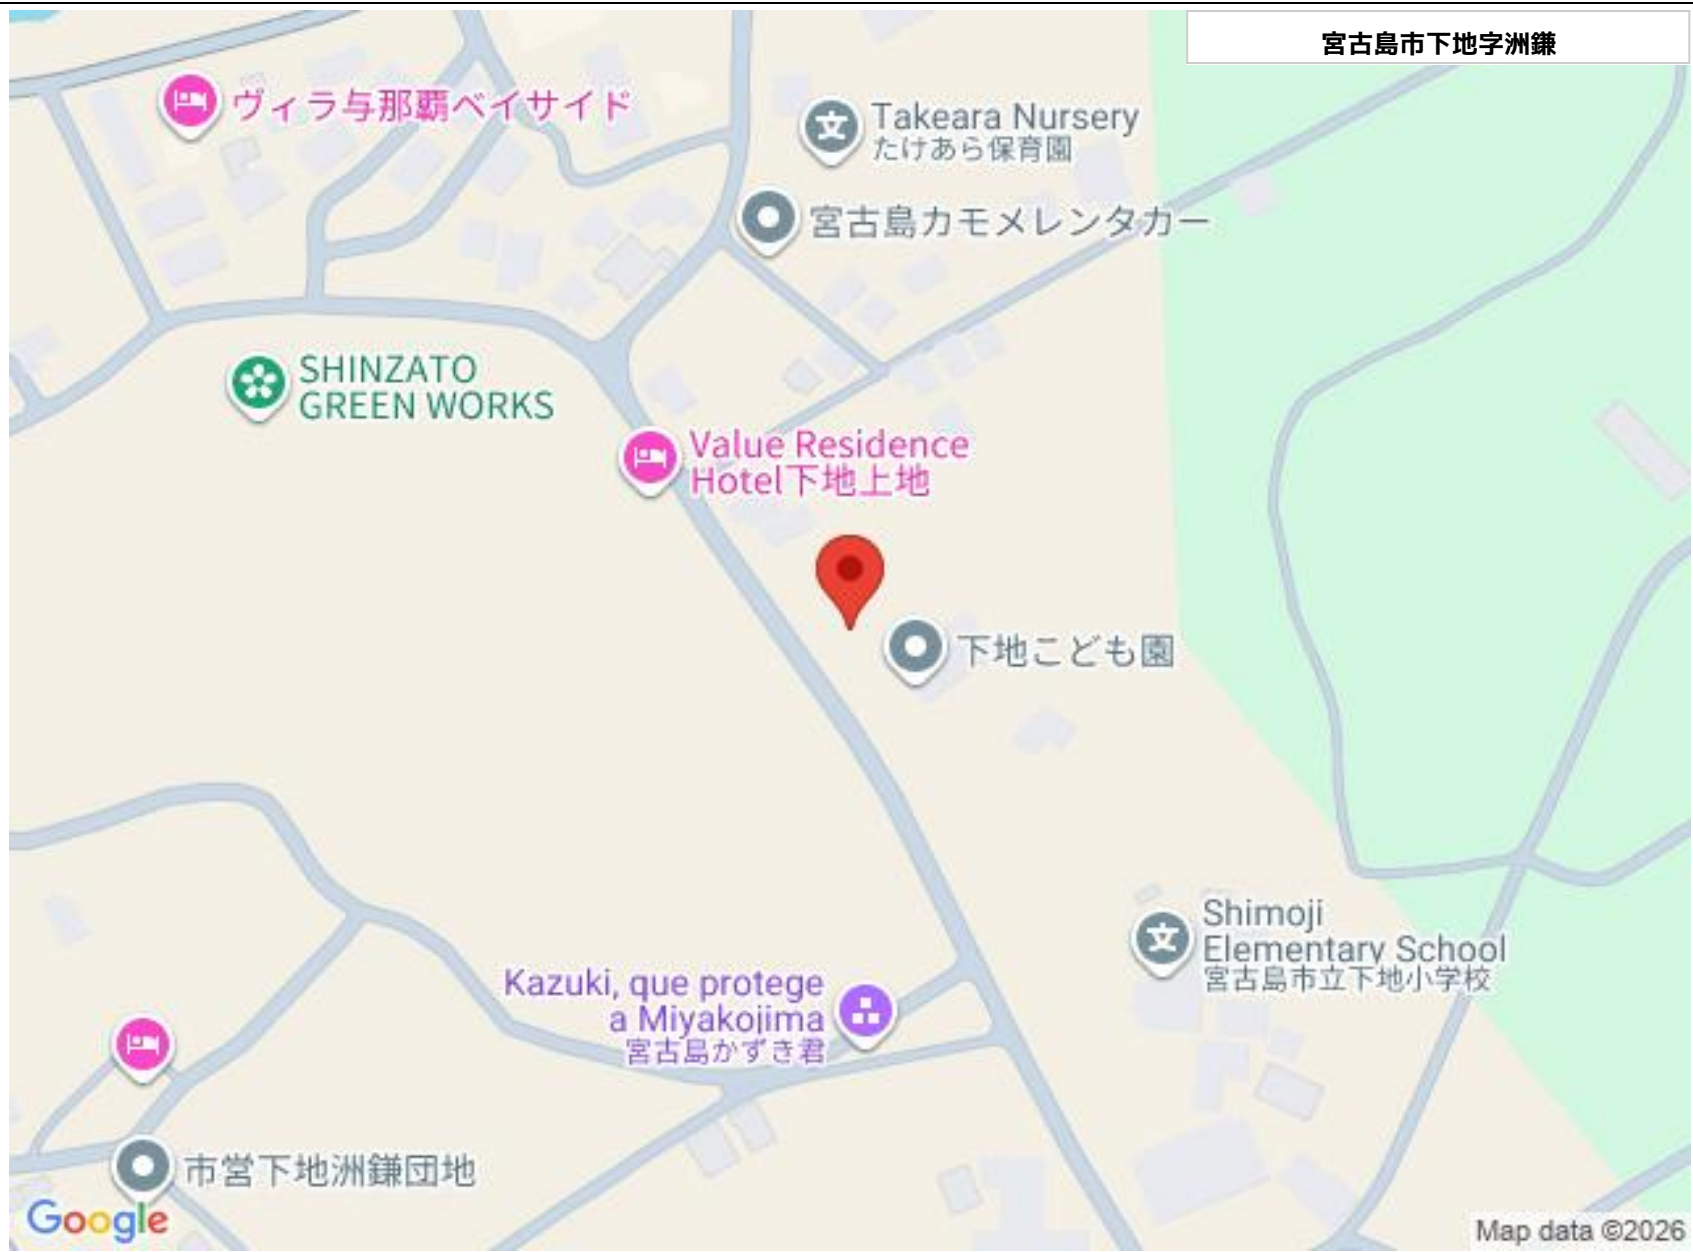 宮古島市下地字洲鎌
ヴィラ与那覇ベイサイド
Takeara Nursery
たけあら保育園
宮古島カモメレンタカー
SHINZATO
GREEN WORKS
Value Residence
Hotel下地上地
下地こども園
Shimoji
Elementary School
宮古島市立下地小学校
Kazuki, que protege
a Miyakojima
宮古島かずき君
市営下地洲鎌団地
Google
Map data ©2026